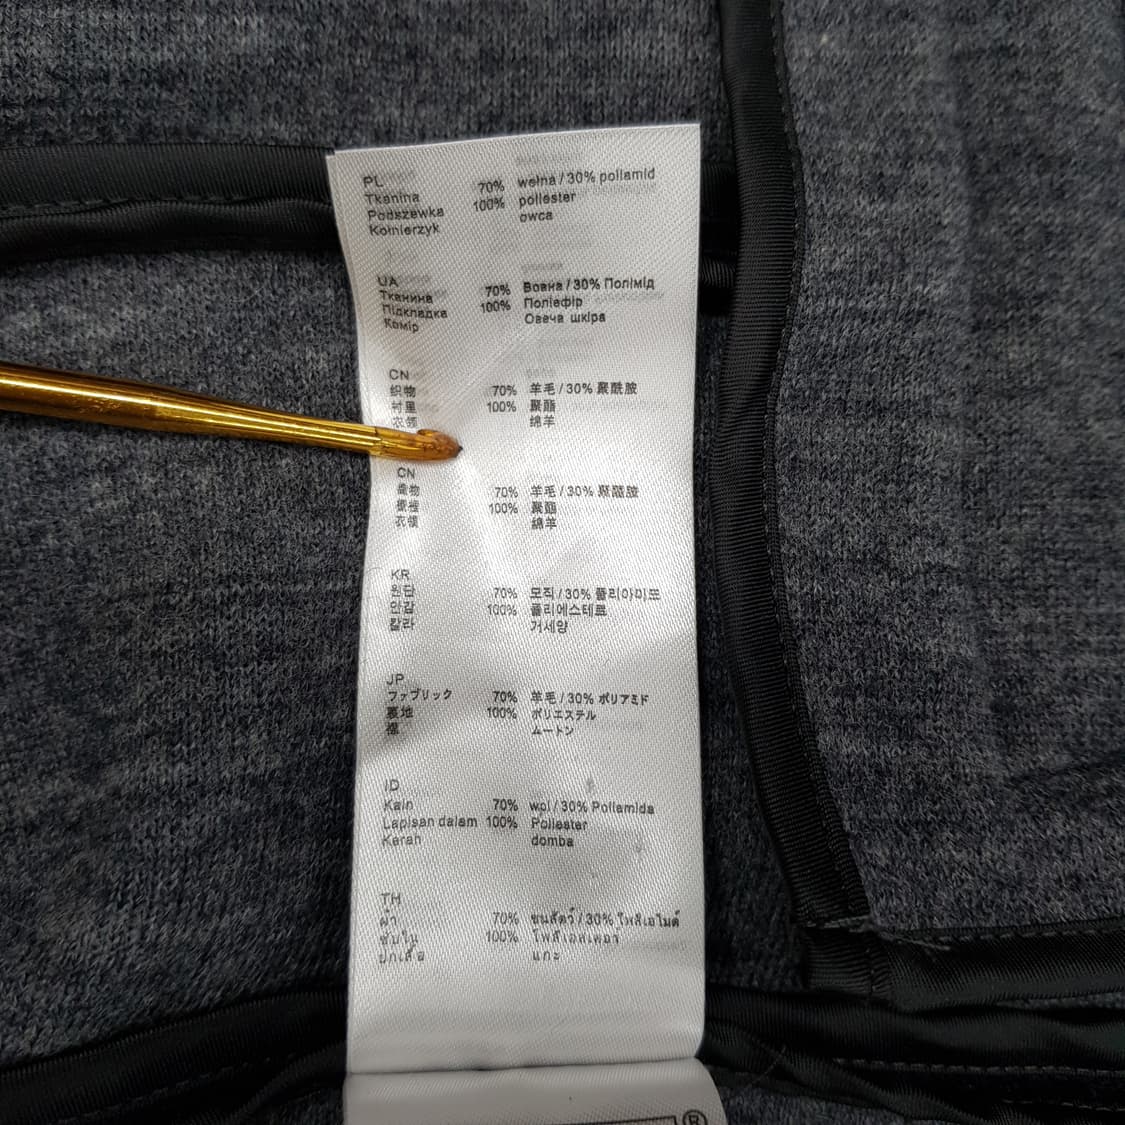 PL
Tkanina 70% wełna / 30% poliamid
Podszewka 100% poliester
Kołnierzyk owca
UA
Тканина 70% Вовна / 30% Полімід
Підкладка 100% Поліефір
Комір Овеча шкіра
CN
织物 70% 羊毛 / 30% 聚酰胺
衬里 100% 聚酯
衣领 绵羊
CN
織物 70% 羊毛 / 30% 聚醯胺
襯裡 100% 聚酯
衣領 綿羊
KR
원단 70% 모직 / 30% 폴리아미드
안감 100% 폴리에스테르
칼라 거세양
JP
ファブリック 70% 羊毛 / 30% ポリアミド
裏地 100% ポリエステル
襟 ムートン
ID
Kain 70% wol / 30% Poliamida
Lapisan dalam 100% Poliester
Kerah domba
TH
ผ้า 70% ขนสัตว์ / 30% โพลีเอไมด์
ซับใน 100% โพลีเอสเตอร์
ปกเสื้อ แกะ
®